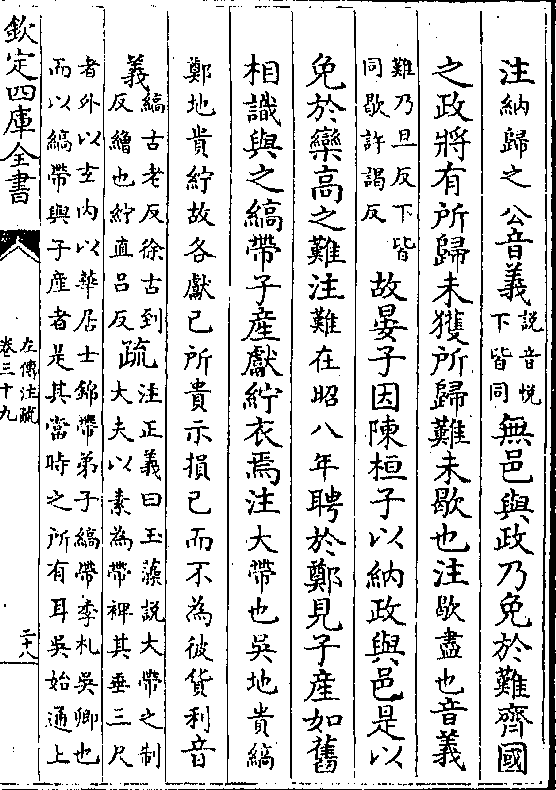 注納歸之公音義說音悅下皆同無邑與政乃免於難齊國
之政將有所歸未獲所歸難未歇也注歇盡也音義
難乃旦反下皆同歇許謁反故晏子因陳桓子以納政與邑是以
免於欒高之難注難在昭八年聘於鄭見子產如舊
相識與之縞帶子產獻紵衣焉注大帶也吳地貴縞
鄭地貴紵故各獻己所貴示損己而不為彼貨利音
義縞古老反徐古到反繒也紵直呂反疏注正義曰玉藻說大帶之制大夫以素為帶裨其垂三尺
者外以玄内以華居士錦帶弟子縞帶季札吳卿也
而以縞帶與子產者是其當時之所有耳吳始通上
欽定四庫全書
左傳注疏
卷三十九
二十八